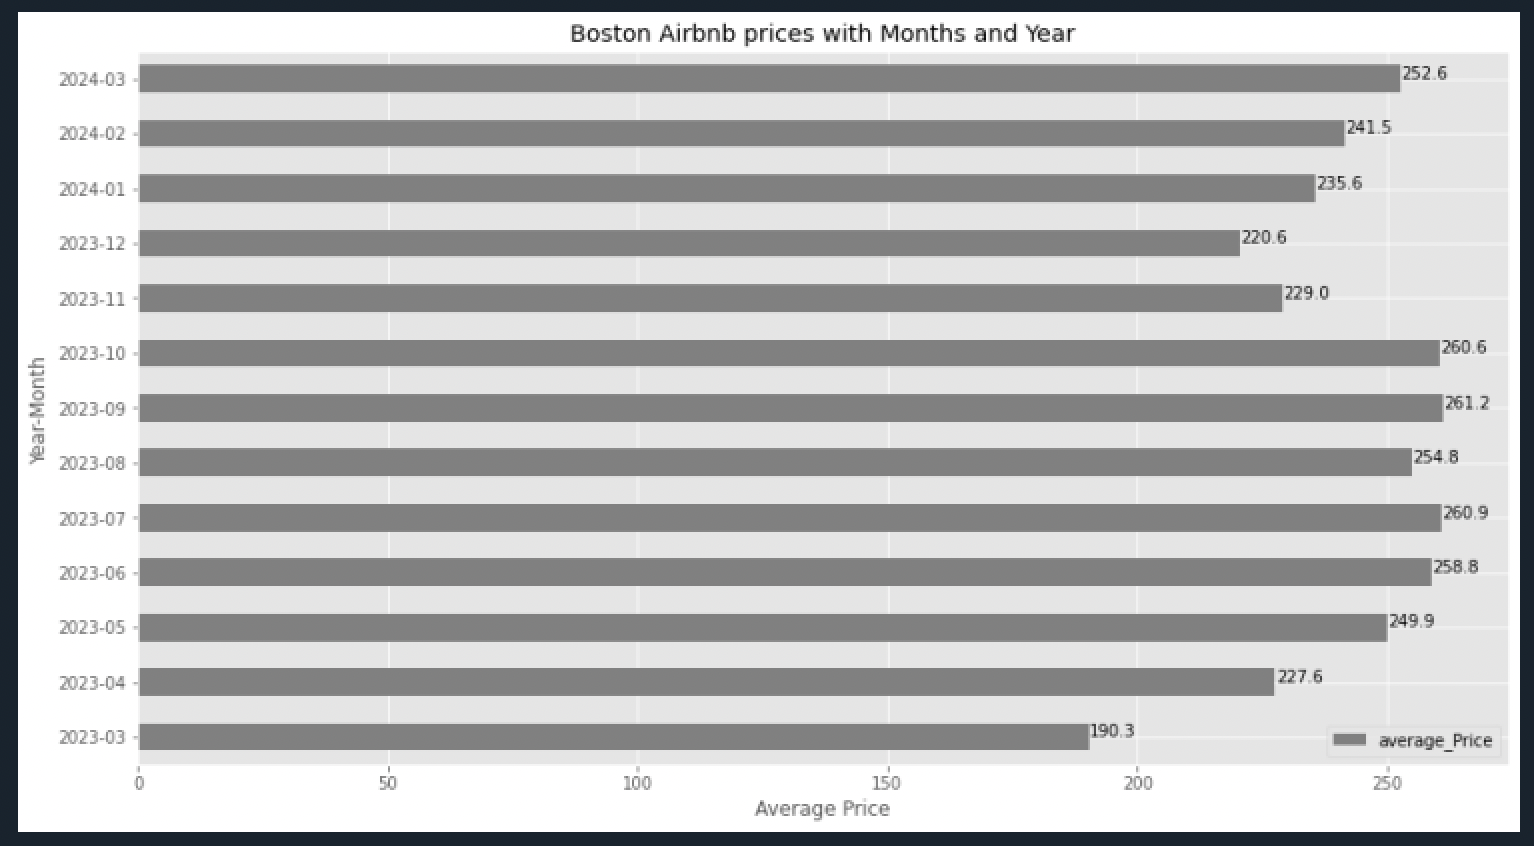 Boston Airbnb prices with Months and Year
Year-Month
2024-03 252.6
2024-02 241.5
2024-01 235.6
2023-12 220.6
2023-11 229.0
2023-10 260.6
2023-09 261.2
2023-08 254.8
2023-07 260.9
2023-06 258.8
2023-05 249.9
2023-04 227.6
2023-03 190.3
average_Price
0 50 100 150 200 250
Average Price